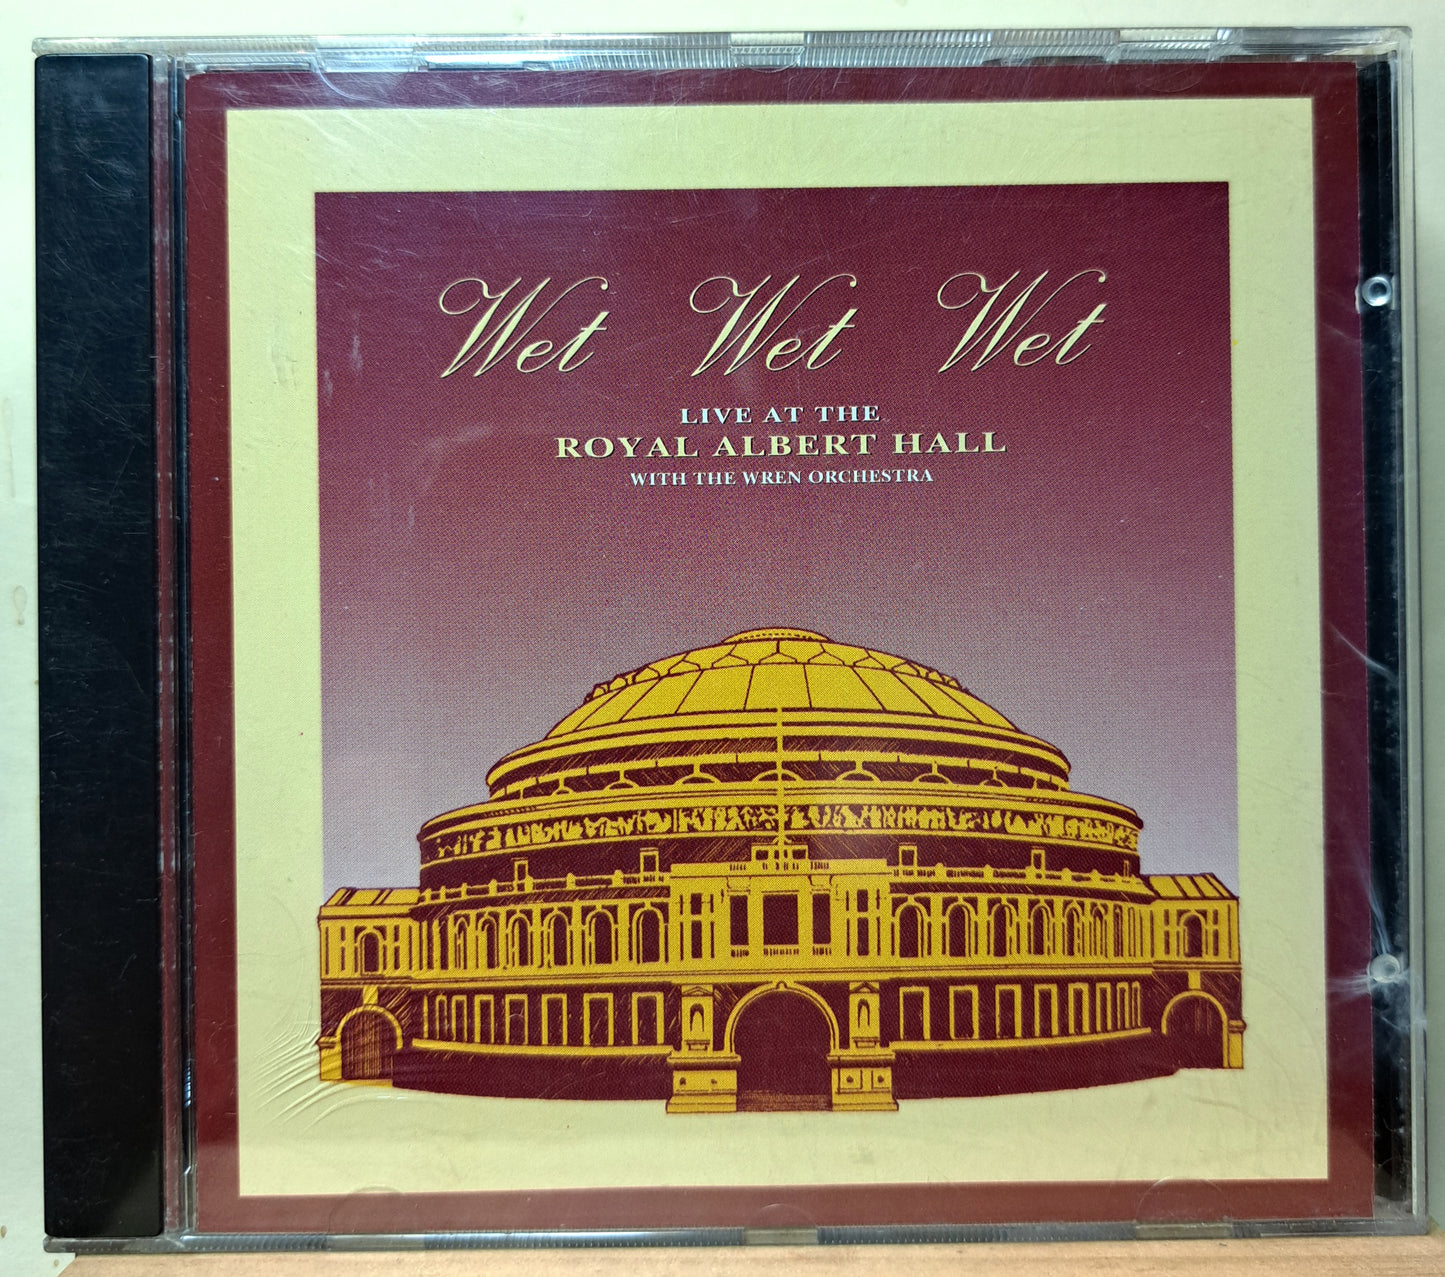 Wet Wet Wet
LIVE AT THE
ROYAL ALBERT HALL
WITH THE WREN ORCHESTRA